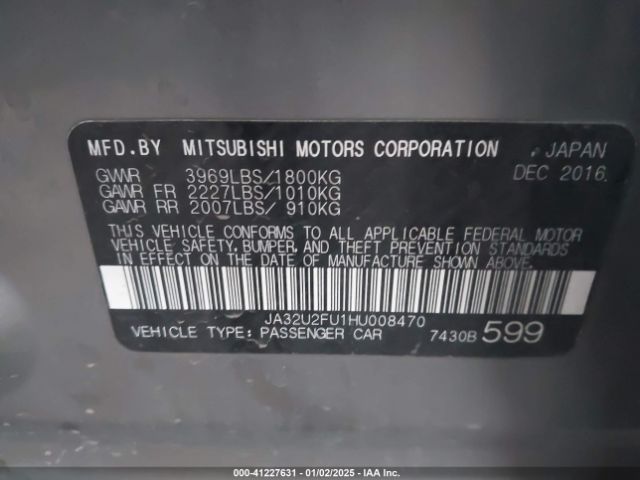 MFD.BY MITSUBISHI MOTORS CORPORATION JAPAN
GVWR 3969LBS/1800KG DEC 2016
GAWR FR 2227LBS/1010KG
GAWR RR 2007LBS/ 910KG
THIS VEHICLE CONFORMS TO ALL APPLICABLE FEDERAL MOTOR
VEHICLE SAFETY, BUMPER, AND THEFT PREVENTION STANDARDS
IN EFFECT ON THE DATE OF MANUFACTURE SHOWN ABOVE.
JA32U2FU1HU008470
VEHICLE TYPE: PASSENGER CAR 7430B 599
000-41227631 - 01/02/2025 - IAA Inc.